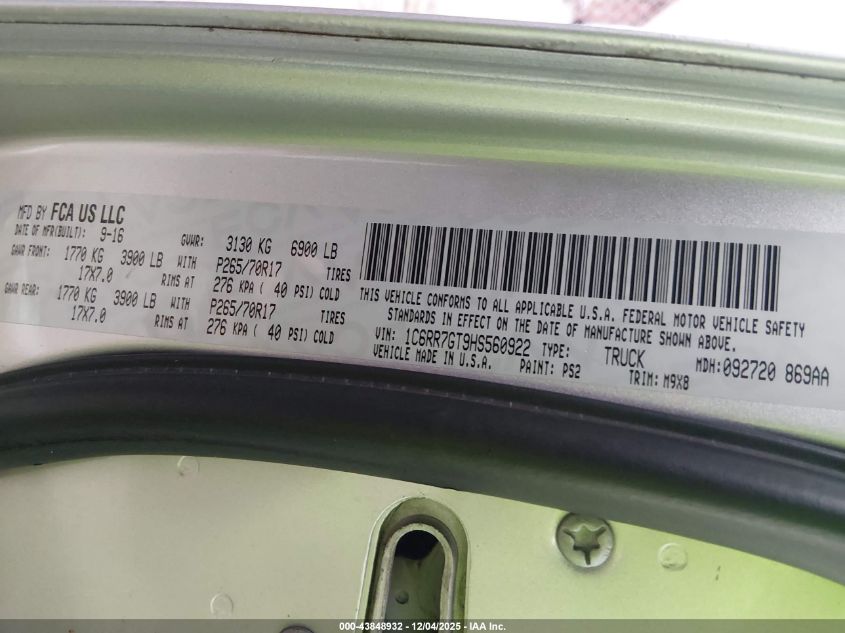 MFD BY FCA US LLC
DATE OF MFR(BUILT): 9-16 GVWR: 3130 KG 6900 LB
GAWR FRONT: 1770 KG 3900 LB WITH P265/70R17 TIRES
17X7.0 RIMS AT 276 KPA ( 40 PSI) COLD
GAWR REAR: 1770 KG 3900 LB WITH P265/70R17 TIRES
17X7.0 RIMS AT 276 KPA ( 40 PSI) COLD
THIS VEHICLE CONFORMS TO ALL APPLICABLE U.S.A. FEDERAL MOTOR VEHICLE SAFETY
STANDARDS IN EFFECT ON THE DATE OF MANUFACTURE SHOWN ABOVE.
VIN: 1C6RR7GT9HS560922 TYPE: TRUCK MDH:092720 869AA
VEHICLE MADE IN U.S.A. PAINT: PS2 TRIM: M9X8
000-43848932 - 12/04/2025 - IAA Inc.